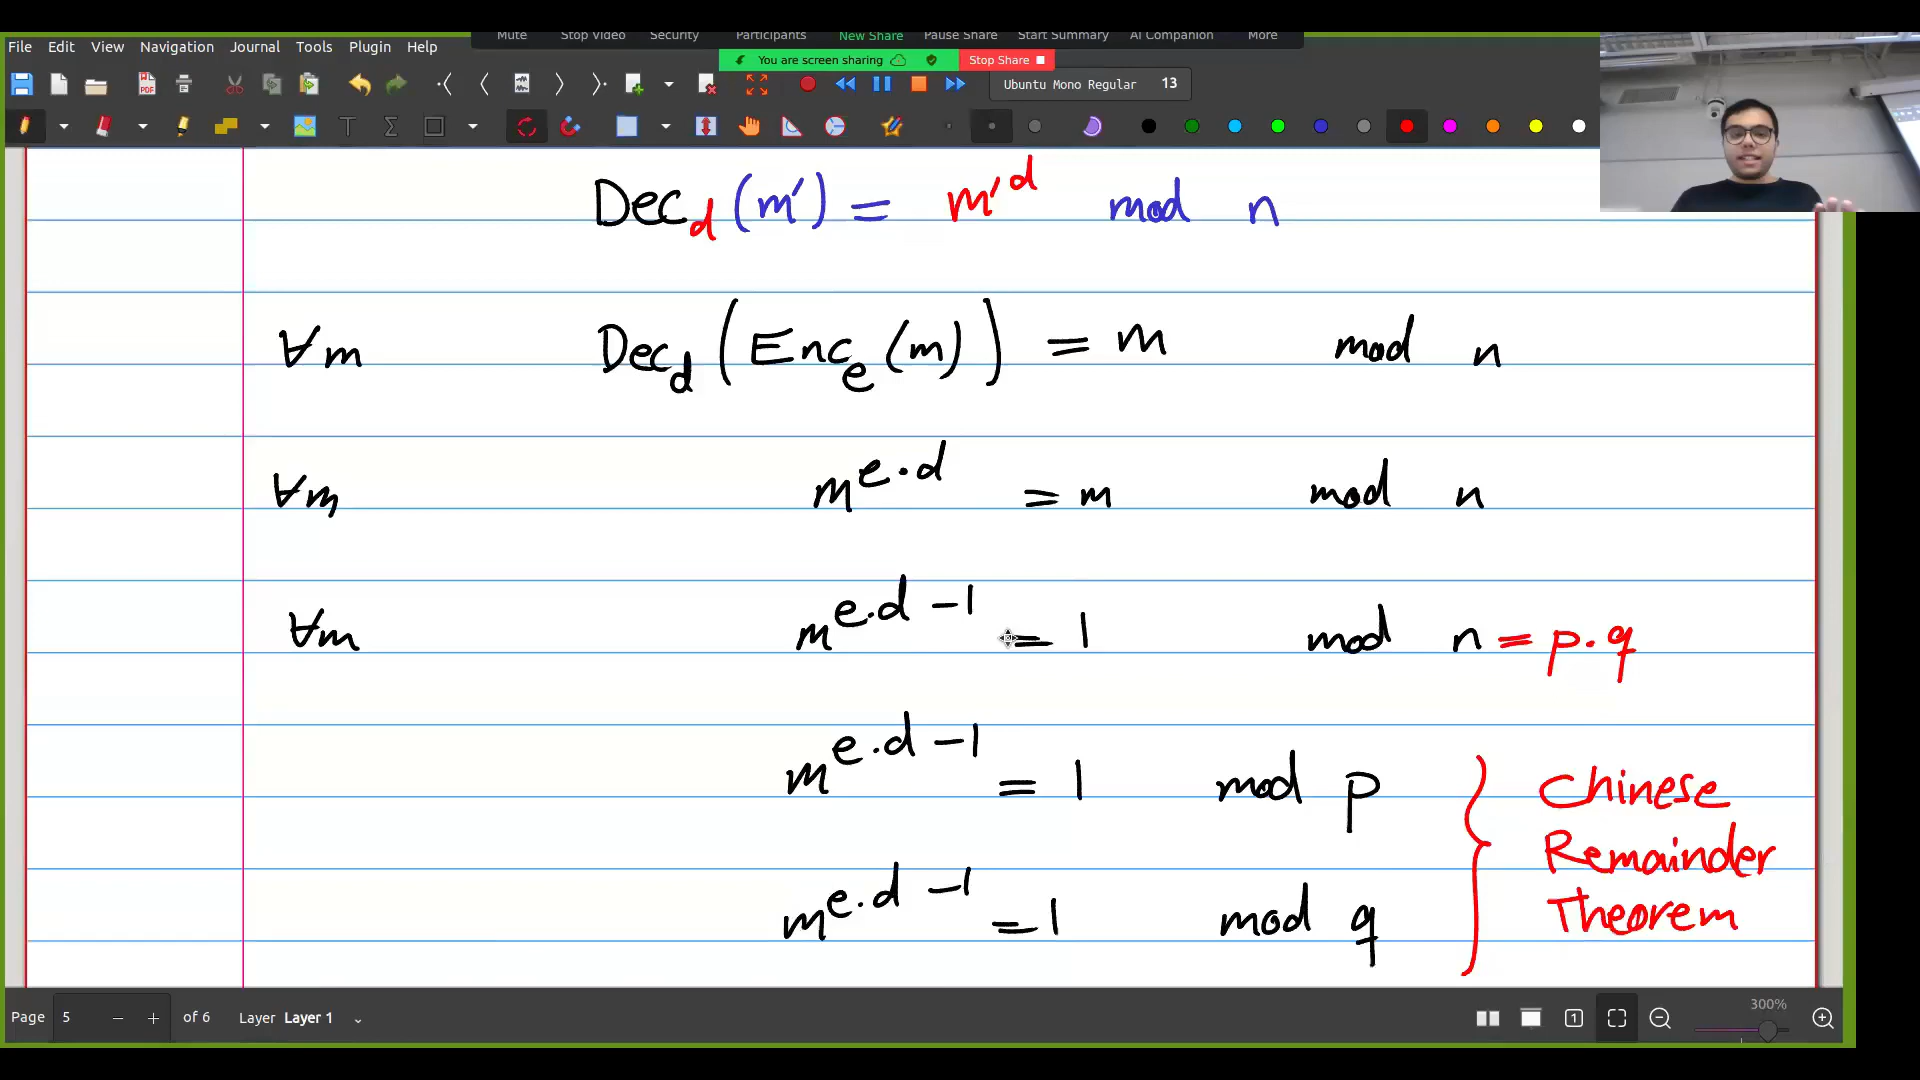 Mute Stop Video Security Participants New Share Pause Share Start Summary AI Companion More
File Edit View Navigation Journal Tools Plugin Help
You are screen sharing Stop Share
Ubuntu Mono Regular 13
Dec_d (m′) = m′^d mod n
∀m Dec_d (Enc_e (m)) = m mod n
∀m m^{e·d} = m mod n
∀m m^{e·d −1} = 1 mod n = p·q
m^{e·d −1} = 1 mod p
m^{e·d −1} = 1 mod q
Chinese
Remainder
Theorem
Page 5 − + of 6 Layer Layer 1 300%